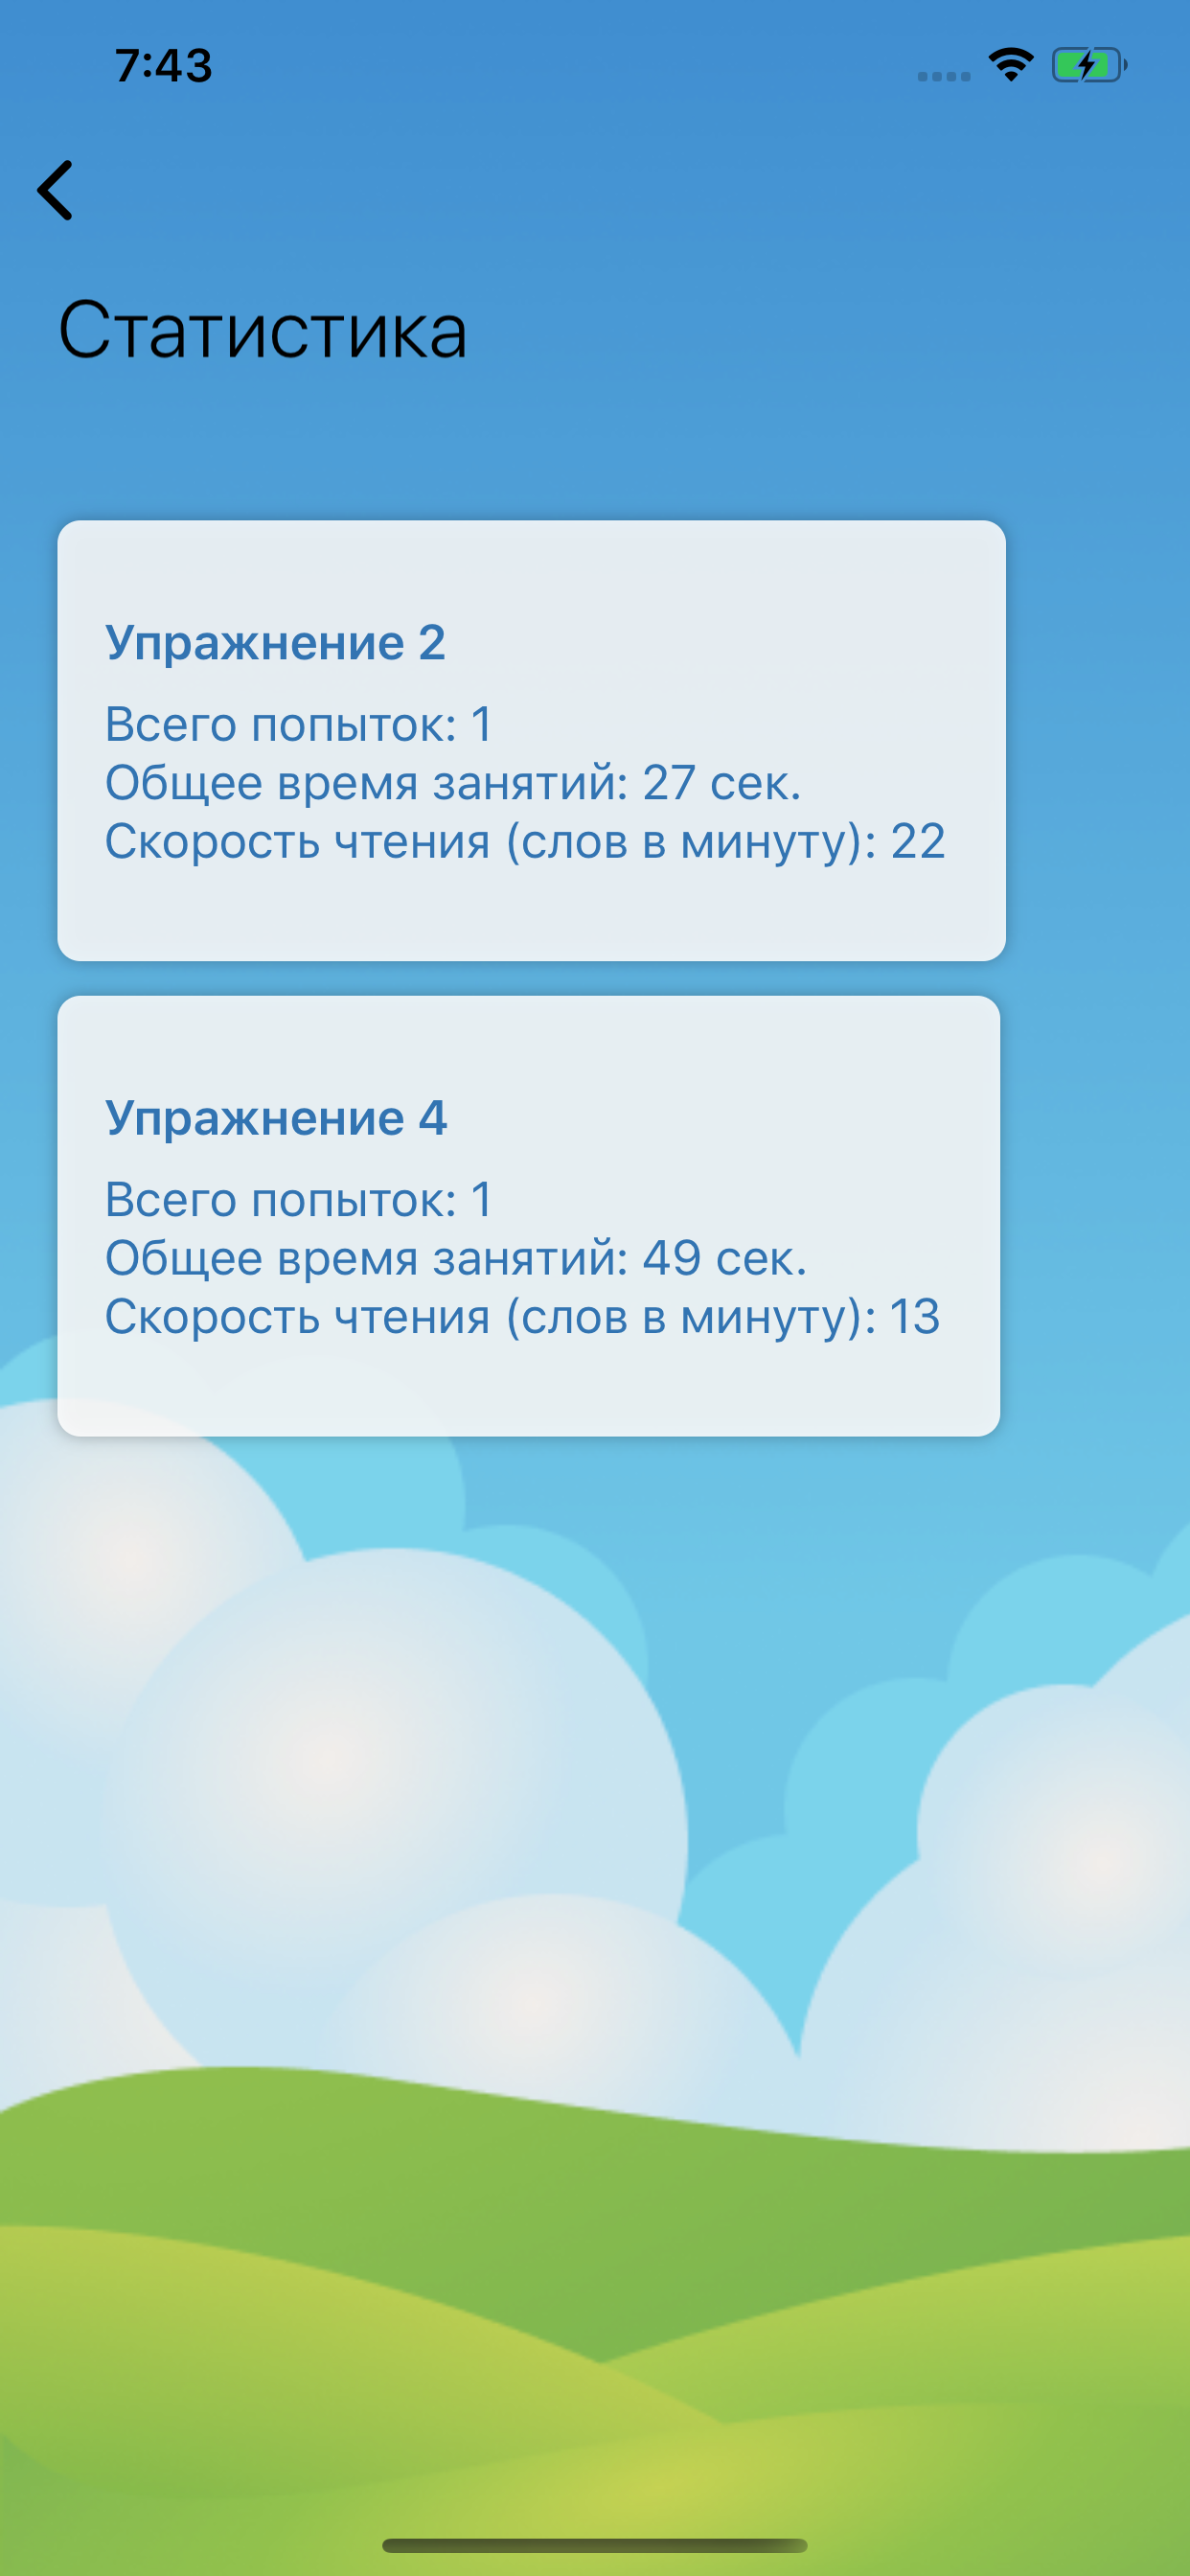 7:43
Статистика
Упражнение 2
Всего попыток: 1
Общее время занятий: 27 сек.
Скорость чтения (слов в минуту): 22
Упражнение 4
Всего попыток: 1
Общее время занятий: 49 сек.
Скорость чтения (слов в минуту): 13